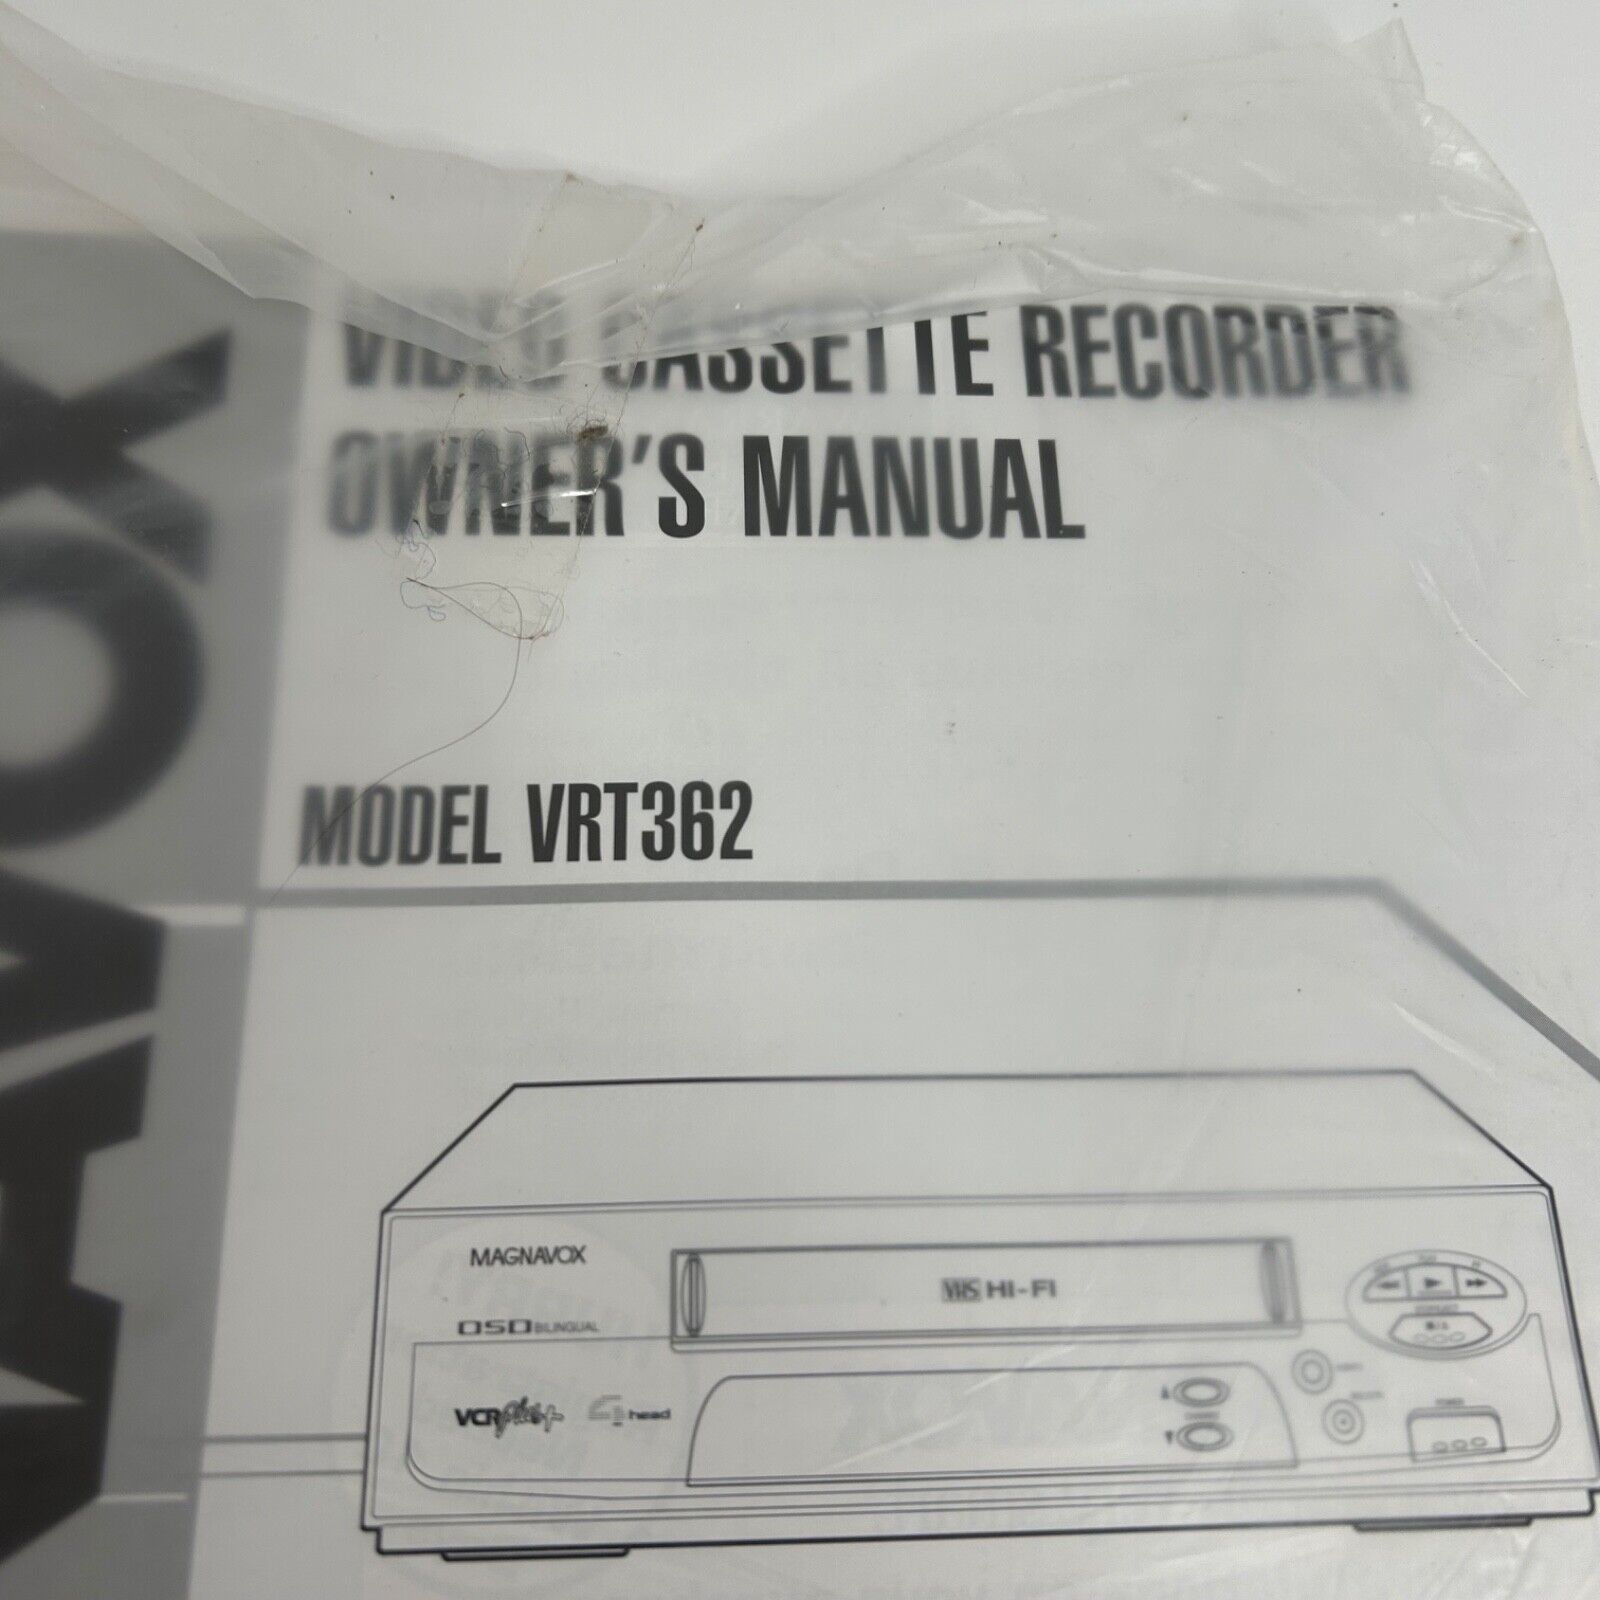 VIDEO CASSETTE RECORDER
OWNER'S MANUAL
MODEL VRT362
MAGNAVOX
VHS HI-FI
OSD BILINGUAL
VCR Plus+ 4 head